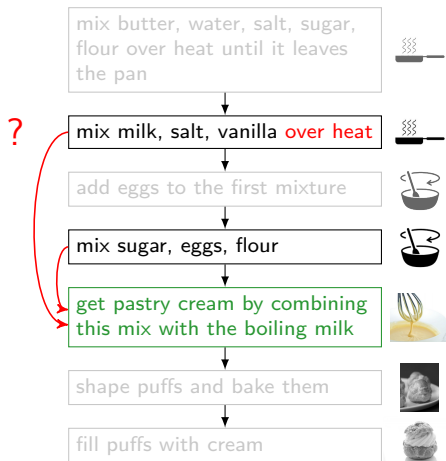 mix butter, water, salt, sugar,
flour over heat until it leaves
the pan
?
mix milk, salt, vanilla over heat
add eggs to the first mixture
mix sugar, eggs, flour
get pastry cream by combining
this mix with the boiling milk
shape puffs and bake them
fill puffs with cream